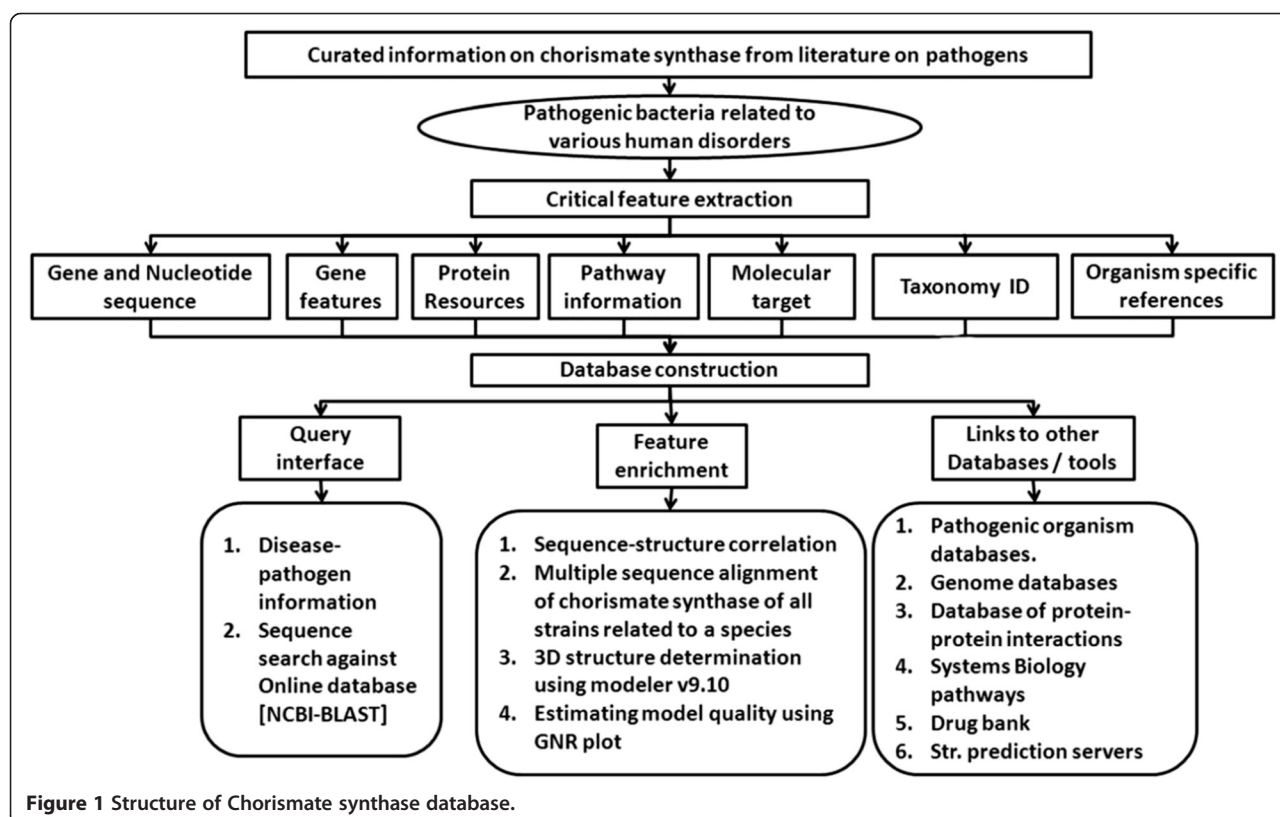 Curated information on chorismate synthase from literature on pathogens
Pathogenic bacteria related to
various human disorders
Critical feature extraction
Gene and Nucleotide
sequence
Gene
features
Protein
Resources
Pathway
information
Molecular
target
Taxonomy ID
Organism specific
references
Database construction
Query
interface
Feature
enrichment
Links to other
Databases / tools
1. Disease-
pathogen
information
2. Sequence
search against
Online database
[NCBI-BLAST]
1. Sequence-structure correlation
2. Multiple sequence alignment
of chorismate synthase of all
strains related to a species
3. 3D structure determination
using modeler v9.10
4. Estimating model quality using
GNR plot
1. Pathogenic organism
databases.
2. Genome databases
3. Database of protein-
protein interactions
4. Systems Biology
pathways
5. Drug bank
6. Str. prediction servers
Figure 1 Structure of Chorismate synthase database.